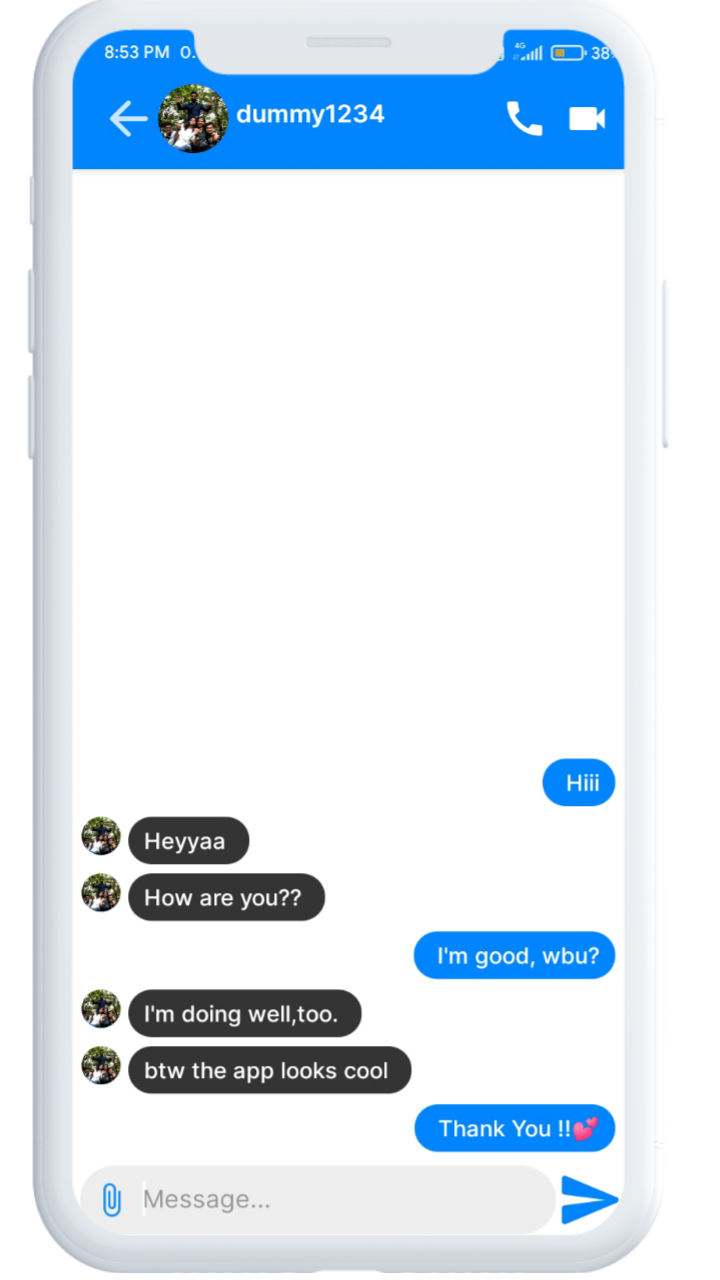 8:53 PM 0.
4G
38
dummy1234
Hiii
Heyyaa
How are you??
I'm good, wbu?
I'm doing well,too.
btw the app looks cool
Thank You !!💕
Message...